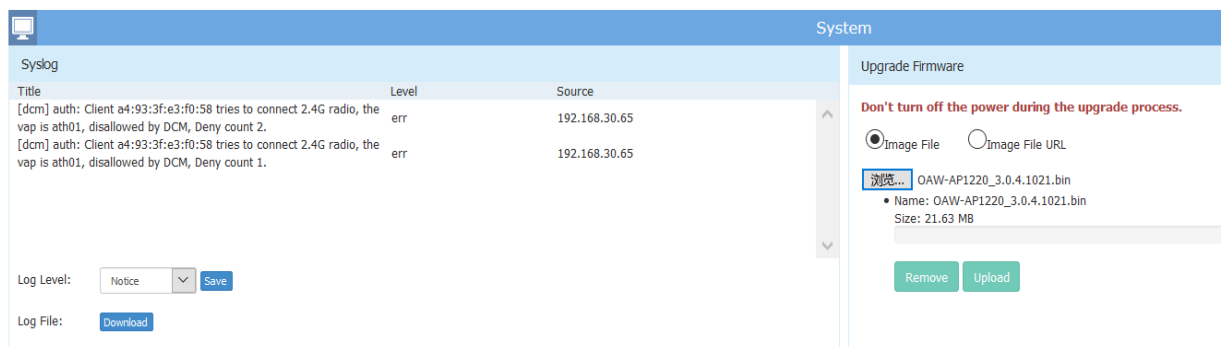 System
Syslog
Title Level Source
[dcm] auth: Client a4:93:3f:e3:f0:58 tries to connect 2.4G radio, the
vap is ath01, disallowed by DCM, Deny count 2.
err 192.168.30.65
[dcm] auth: Client a4:93:3f:e3:f0:58 tries to connect 2.4G radio, the
vap is ath01, disallowed by DCM, Deny count 1.
err 192.168.30.65
Log Level: Notice Save
Log File: Download
Upgrade Firmware
Don't turn off the power during the upgrade process.
Image File Image File URL
浏览... OAW-AP1220_3.0.4.1021.bin
Name: OAW-AP1220_3.0.4.1021.bin
Size: 21.63 MB
Remove Upload